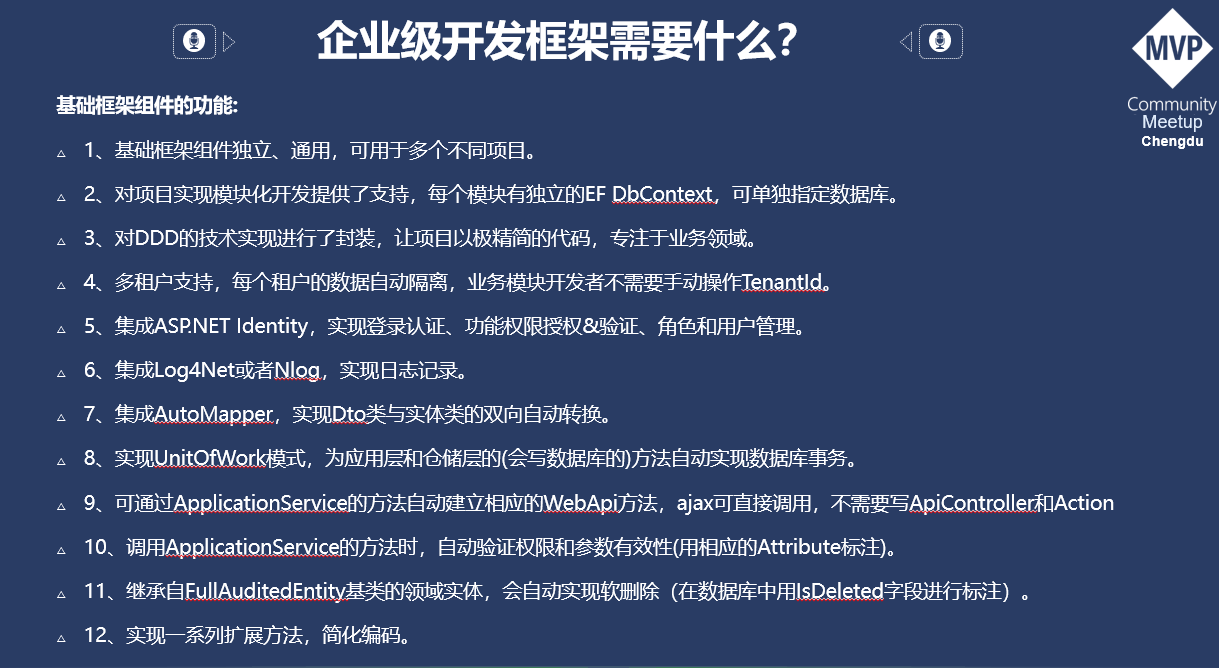 企业级开发框架需要什么?
MVP
Community
Meetup
Chengdu
基础框架组件的功能:
1、基础框架组件独立、通用，可用于多个不同项目。
2、对项目实现模块化开发提供了支持，每个模块有独立的EF DbContext，可单独指定数据库。
3、对DDD的技术实现进行了封装，让项目以极精简的代码，专注于业务领域。
4、多租户支持，每个租户的数据自动隔离，业务模块开发者不需要手动操作TenantId。
5、集成ASP.NET Identity，实现登录认证、功能权限授权&验证、角色和用户管理。
6、集成Log4Net或者Nlog，实现日志记录。
7、集成AutoMapper，实现Dto类与实体类的双向自动转换。
8、实现UnitOfWork模式，为应用层和仓储层的(会写数据库的)方法自动实现数据库事务。
9、可通过ApplicationService的方法自动建立相应的WebApi方法，ajax可直接调用，不需要写ApiController和Action
10、调用ApplicationService的方法时，自动验证权限和参数有效性(用相应的Attribute标注)。
11、继承自FullAuditedEntity基类的领域实体，会自动实现软删除（在数据库中用IsDeleted字段进行标注）。
12、实现一系列扩展方法，简化编码。